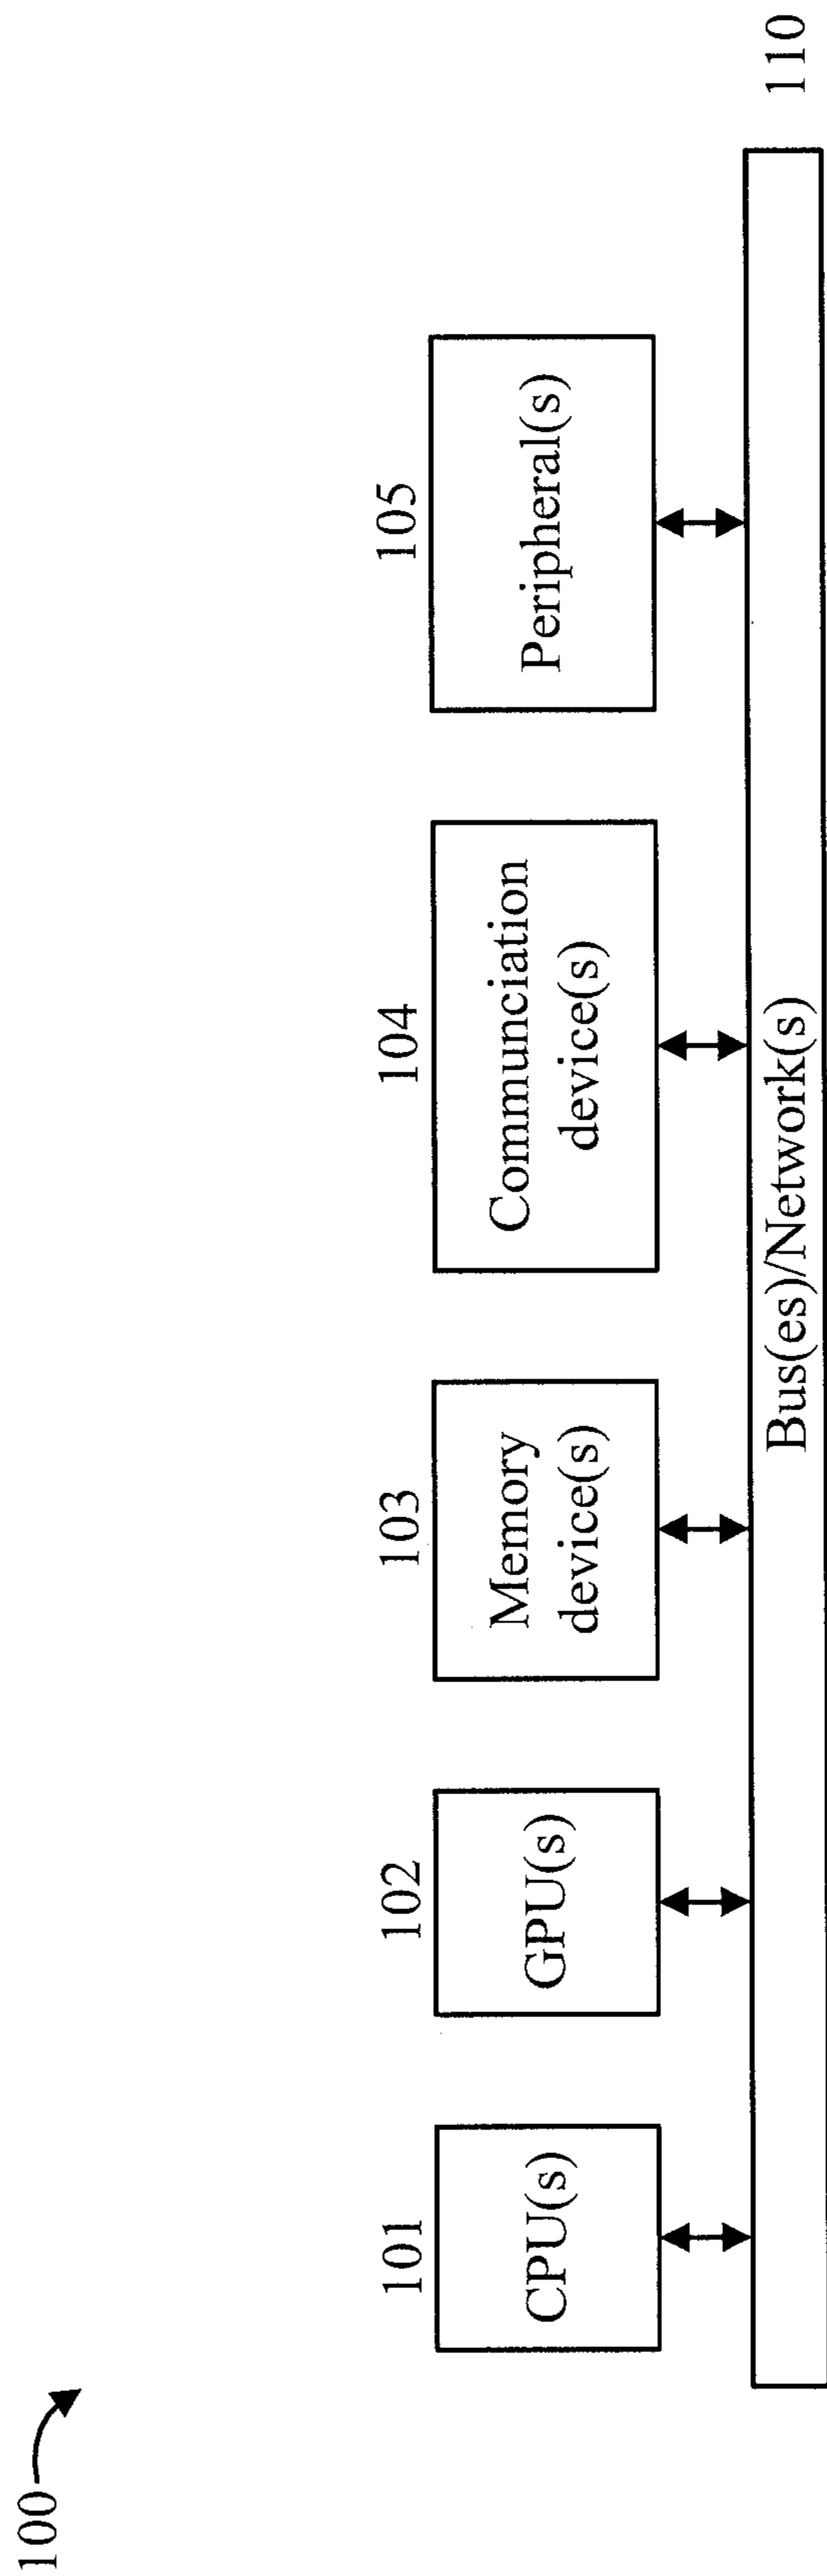 100
101
CPU(s)
102
GPU(s)
103
Memory
device(s)
104
Communciation
device(s)
105
Peripheral(s)
Bus(es)/Network(s)
110